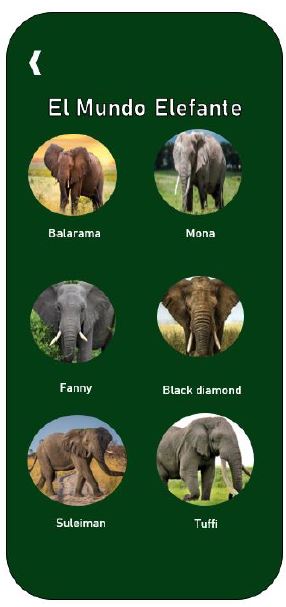 El Mundo Elefante
Balarama
Mona
Fanny
Black diamond
Suleiman
Tuffi